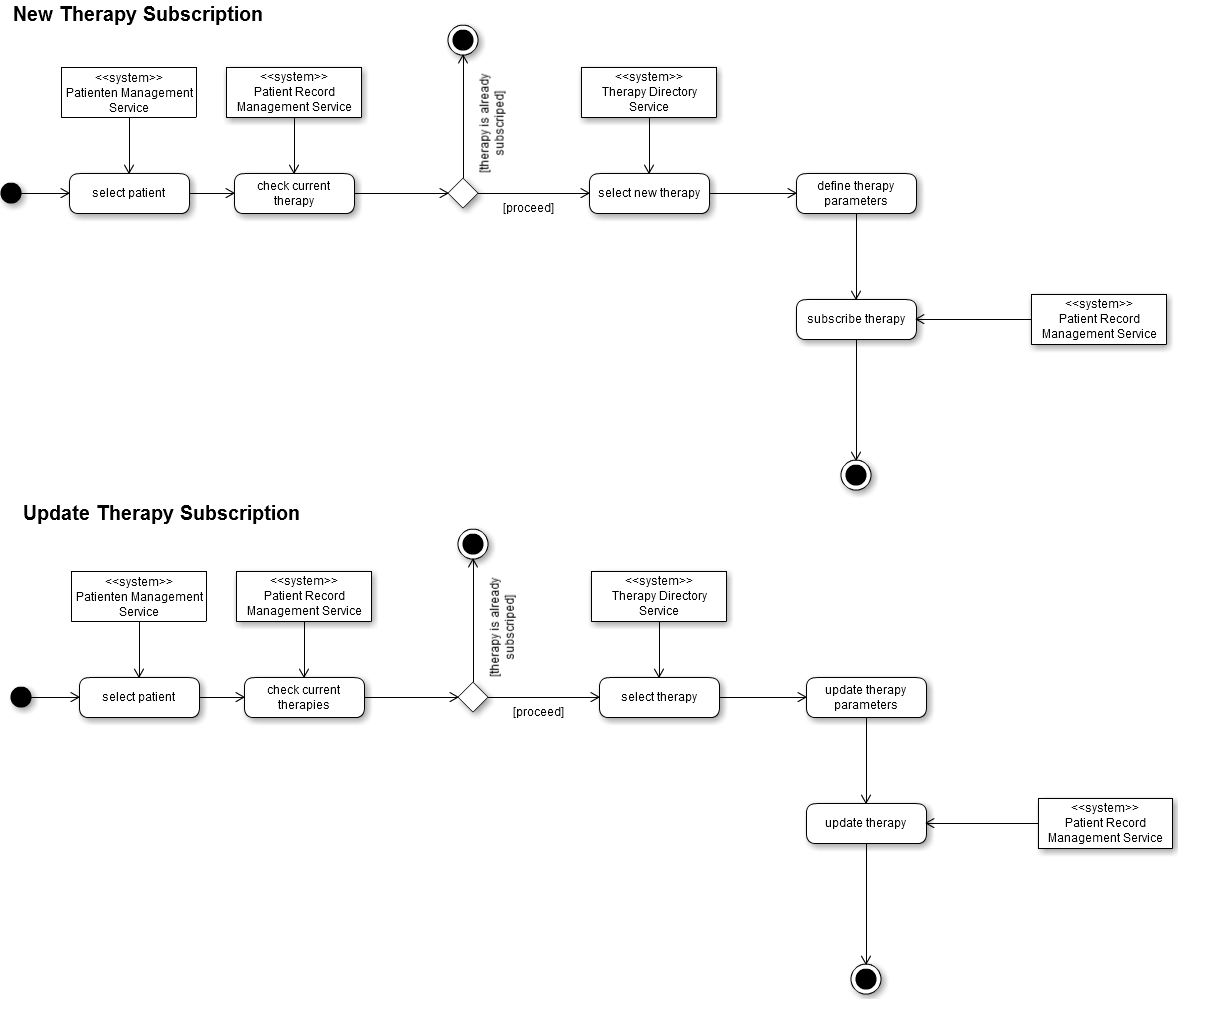 New Therapy Subscription
<<system>>
Patienten Management
Service
<<system>>
Patient Record
Management Service
[therapy is already
subscriped]
<<system>>
Therapy Directory
Service
select patient
check current
therapy
[proceed]
select new therapy
define therapy
parameters
subscribe therapy
<<system>>
Patient Record
Management Service
Update Therapy Subscription
<<system>>
Patienten Management
Service
<<system>>
Patient Record
Management Service
[therapy is already
subscriped]
<<system>>
Therapy Directory
Service
select patient
check current
therapies
[proceed]
select therapy
update therapy
parameters
update therapy
<<system>>
Patient Record
Management Service